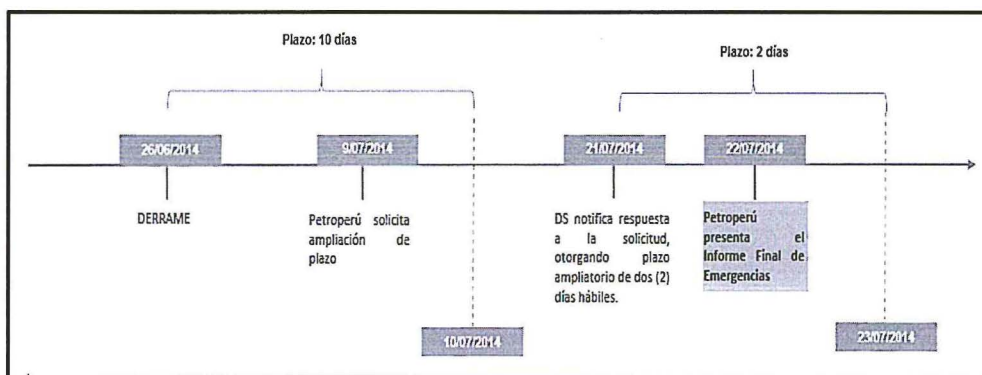 Plazo: 10 días
Plazo: 2 días
26/06/2014
9/07/2014
21/07/2014
22/07/2014
DERRAME
Petroperú solicita
ampliación de
plazo
DS notifica respuesta
a la solicitud,
otorgando plazo
ampliatorio de dos (2)
días hábiles.
Petroperú
presenta el
Informe Final de
Emergencias
10/07/2014
23/07/2014